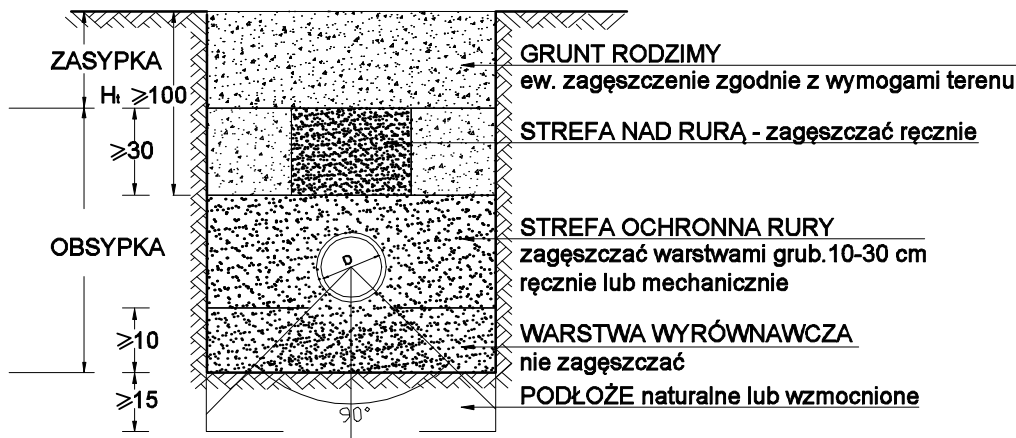 ZASYPKA
Ht ≥100
≥30
OBSYPKA
≥10
≥15
D
90°
GRUNT RODZIMY
ew. zagęszczenie zgodnie z wymogami terenu
STREFA NAD RURĄ - zagęszczać ręcznie
STREFA OCHRONNA RURY
zagęszczać warstwami grub.10-30 cm
ręcznie lub mechanicznie
WARSTWA WYRÓWNAWCZA
nie zagęszczać
PODŁOŻE naturalne lub wzmocnione